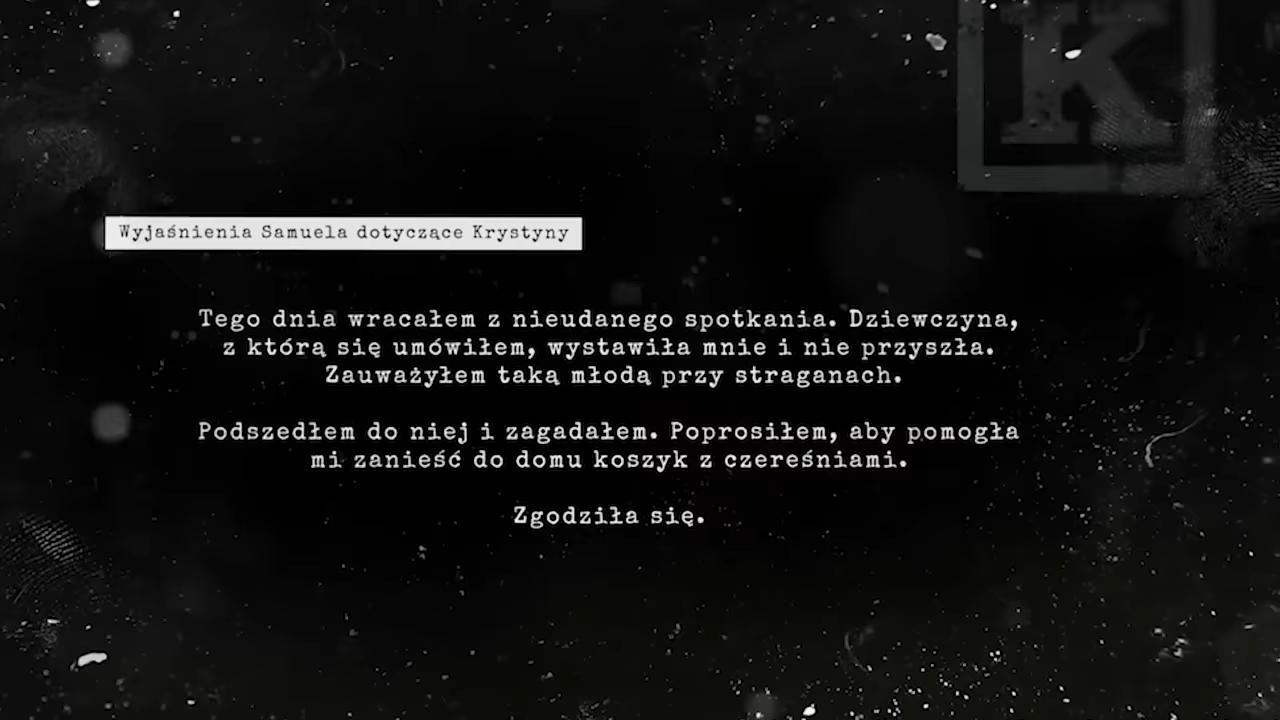 K
Wyjaśnienia Samuela dotyczące Krystyny
Tego dnia wracałem z nieudanego spotkania. Dziewczyna,
z którą się umówiłem, wystawiła mnie i nie przyszła.
Zauważyłem taką młodą przy straganach.
Podszedłem do niej i zagadałem. Poprosiłem, aby pomogła
mi zanieść do domu koszyk z czereśniami.
Zgodziła się.